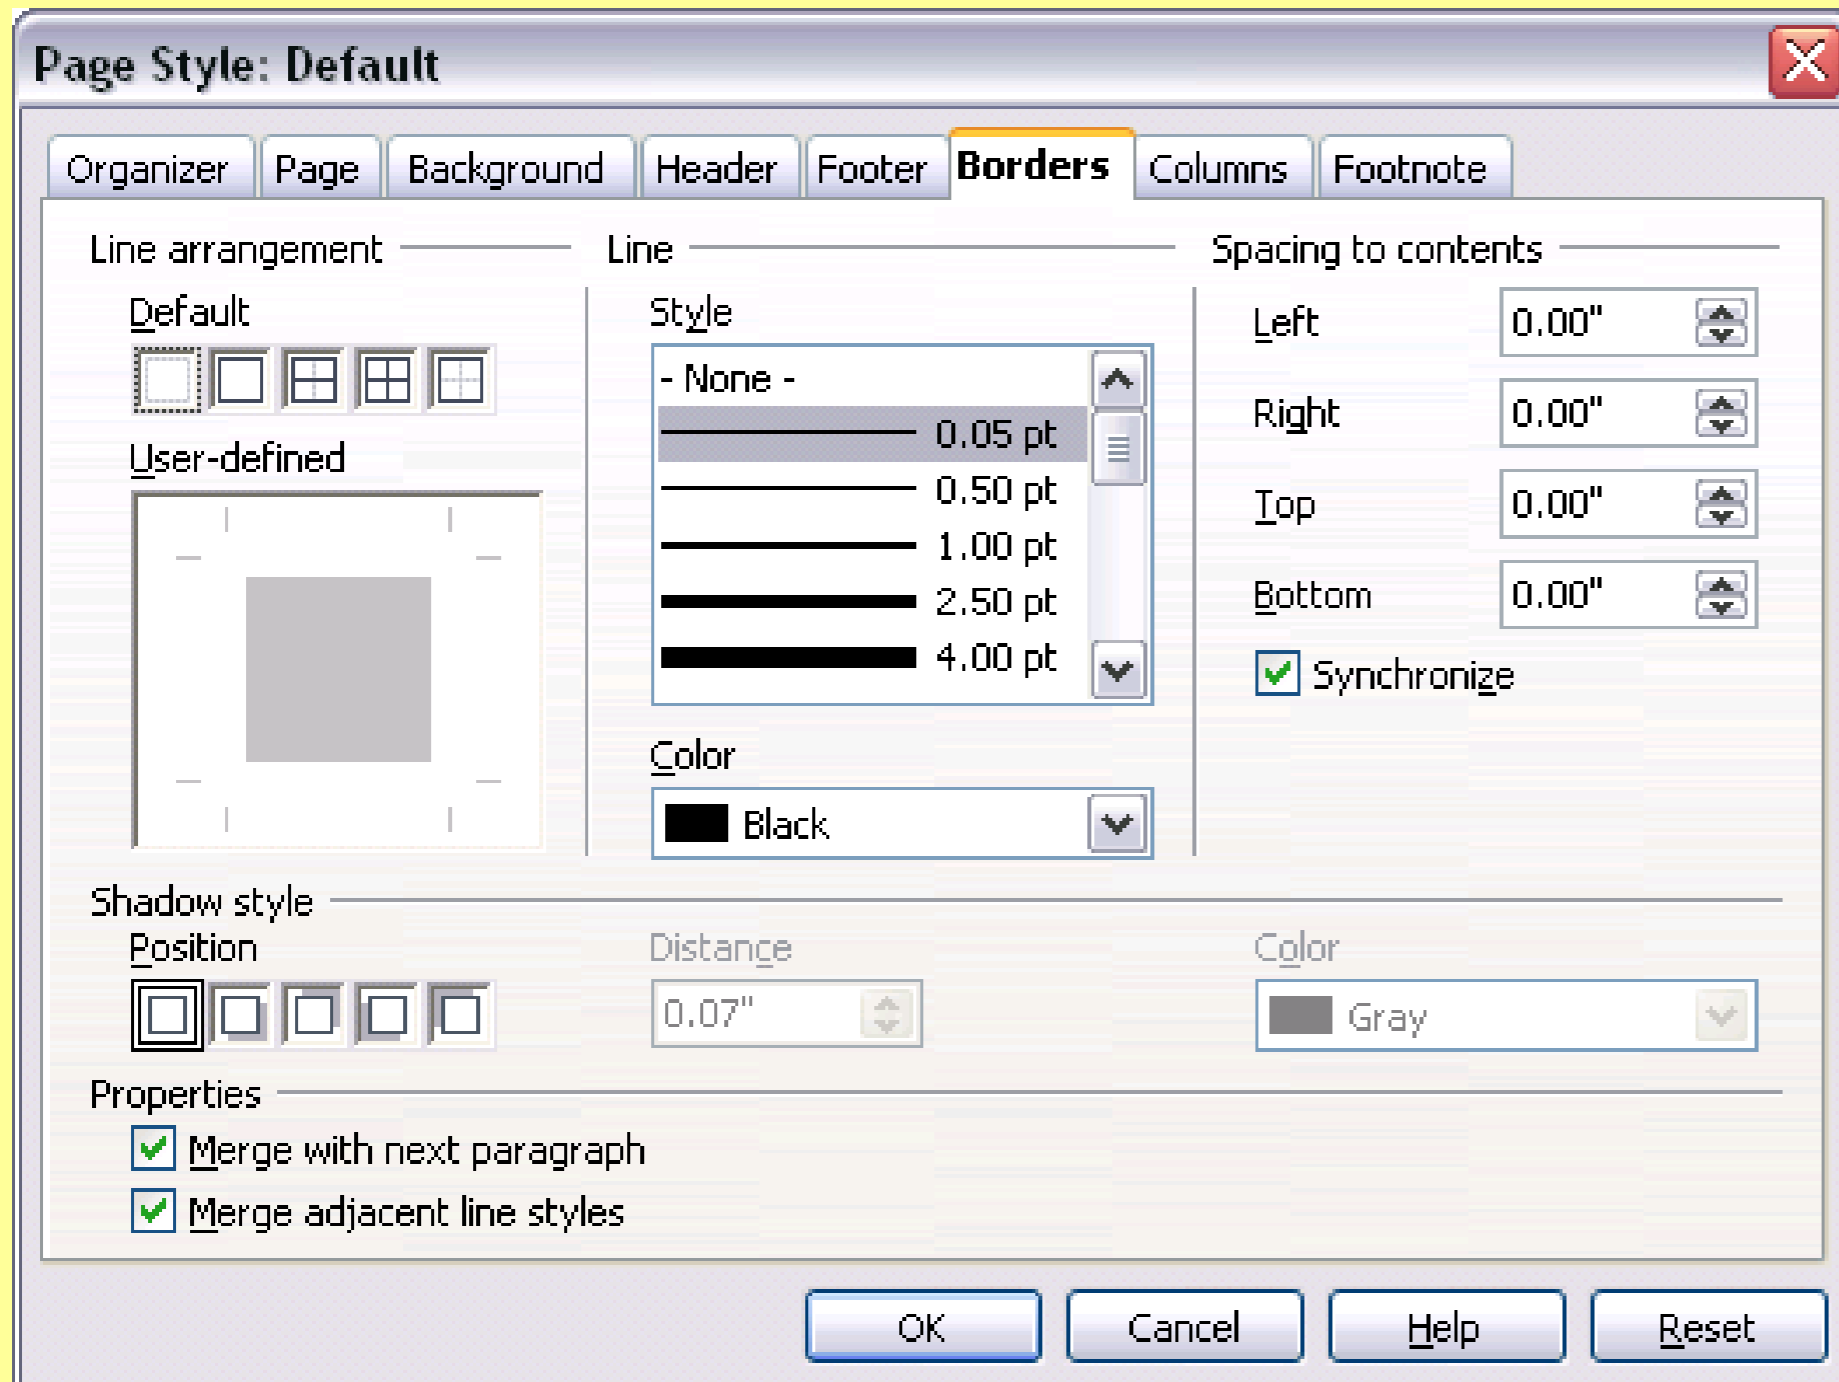 Page Style: Default
Organizer Page Background Header Footer Borders Columns Footnote
Line arrangement
Default
User-defined
Line
Style
- None -
0.05 pt
0.50 pt
1.00 pt
2.50 pt
4.00 pt
Color
Black
Spacing to contents
Left 0.00"
Right 0.00"
Top 0.00"
Bottom 0.00"
Synchronize
Shadow style
Position
Distance
0.07"
Color
Gray
Properties
Merge with next paragraph
Merge adjacent line styles
OK Cancel Help Reset